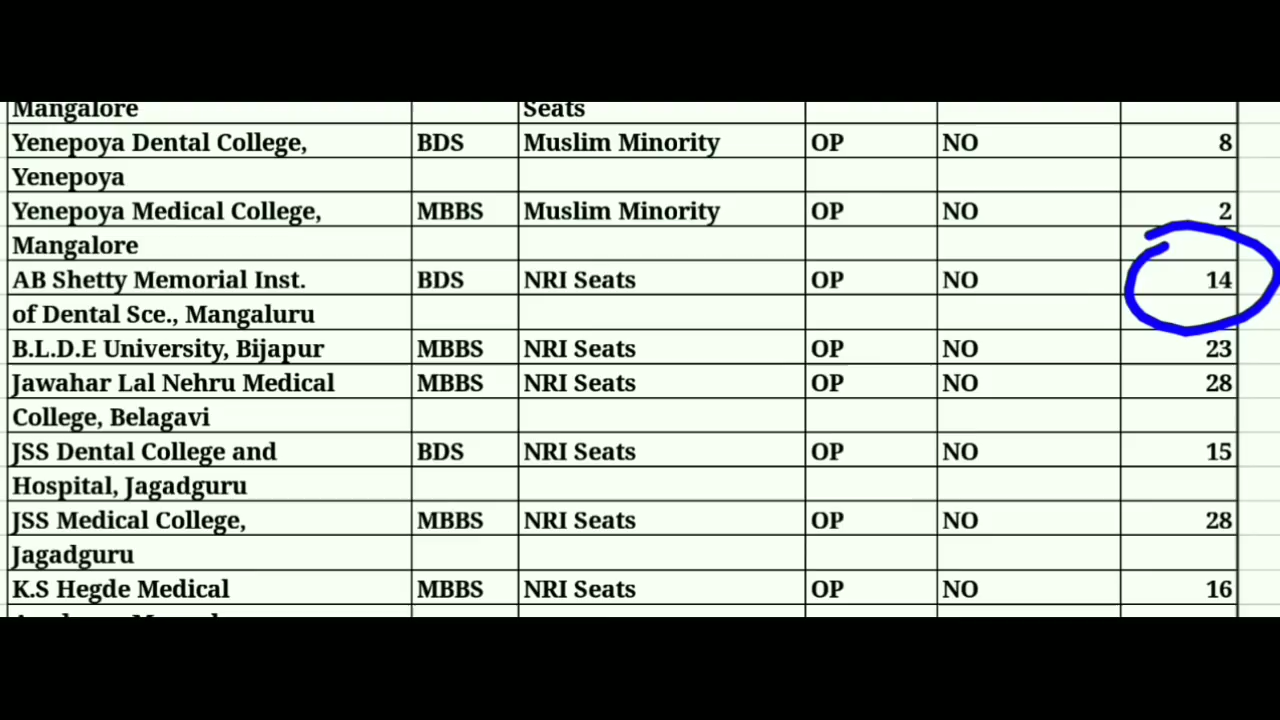 Mangalore Seats
Yenepoya Dental College, BDS Muslim Minority OP NO 8
Yenepoya
Yenepoya Medical College, MBBS Muslim Minority OP NO 2
Mangalore
AB Shetty Memorial Inst. BDS NRI Seats OP NO 14
of Dental Sce., Mangaluru
B.L.D.E University, Bijapur MBBS NRI Seats OP NO 23
Jawahar Lal Nehru Medical MBBS NRI Seats OP NO 28
College, Belagavi
JSS Dental College and BDS NRI Seats OP NO 15
Hospital, Jagadguru
JSS Medical College, MBBS NRI Seats OP NO 28
Jagadguru
K.S Hegde Medical MBBS NRI Seats OP NO 16